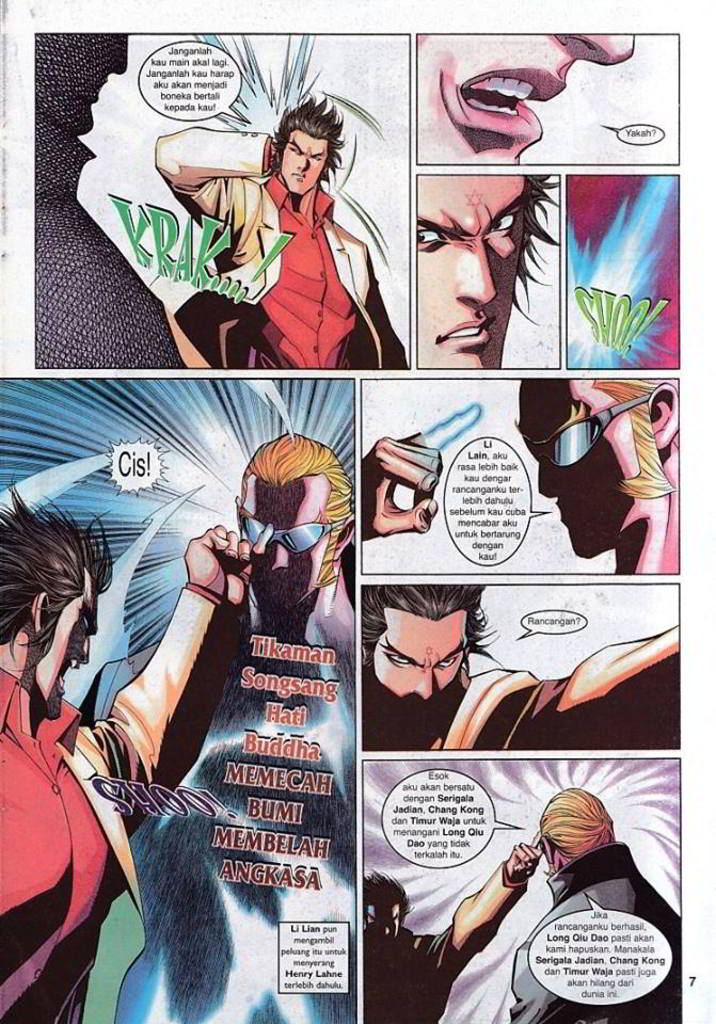 Janganlah
kau main akal lagi.
Janganlah kau harap
aku akan menjadi
boneka bertali
kepada kau!
KRAK....!
Yakah?
SHOO!
Cis!
SHOO!
Tikaman
Songsang
Hati
Buddha
MEMECAH
BUMI
MEMBELAH
ANGKASA
Li Lian pun
mengambil
peluang itu untuk
menyerang
Henry Lahne
terlebih dahulu.
Li
Lain, aku
rasa lebih baik
kau dengar
rancanganku ter-
lebih dahulu
sebelum kau cuba
mencabar aku
untuk bertarung
dengan
kau!
Rancangan?
Esok
aku akan bersatu
dengan Serigala
Jadian, Chang Kong
dan Timur Waja untuk
menangani Long Qiu
Dao yang tidak
terkalah itu.
Jika
rancanganku berhasil,
Long Qiu Dao pasti akan
kami hapuskan. Manakala
Serigala Jadian, Chang Kong
dan Timur Waja pasti juga
akan hilang dari
dunia ini.
7